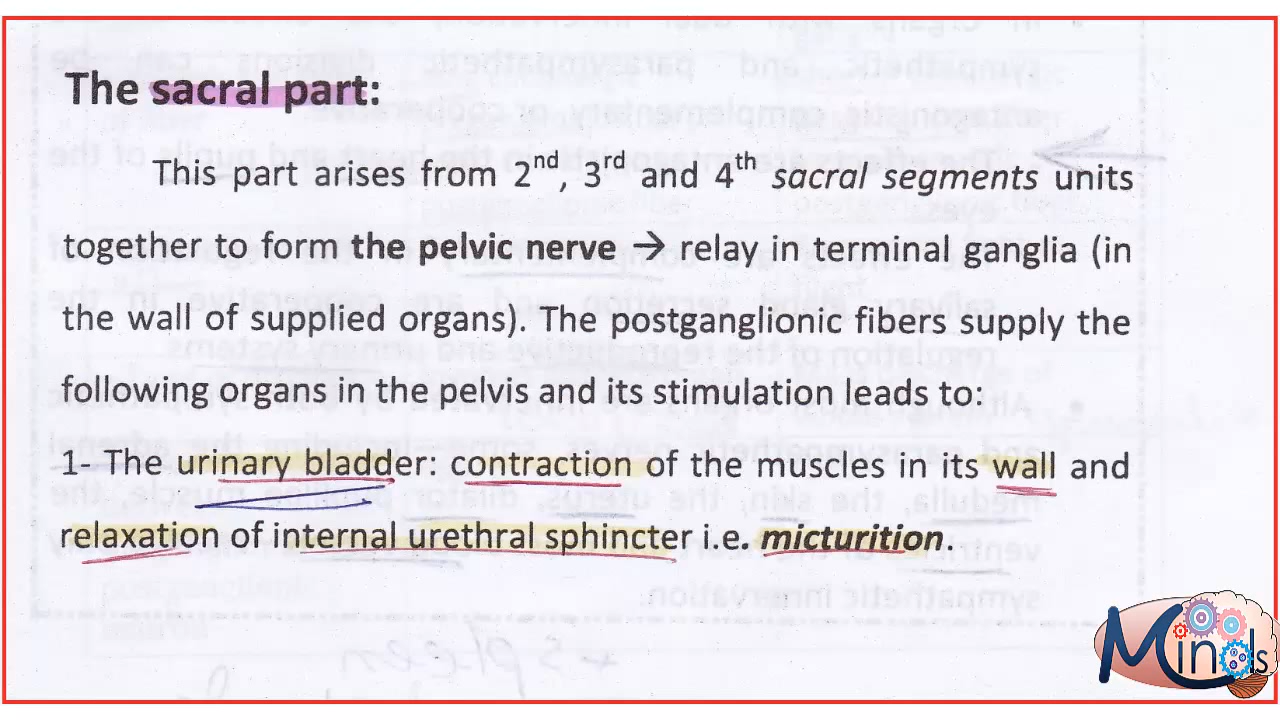 The sacral part:
This part arises from 2nd, 3rd and 4th sacral segments units
together to form the pelvic nerve → relay in terminal ganglia (in
the wall of supplied organs). The postganglionic fibers supply the
following organs in the pelvis and its stimulation leads to:
1- The urinary bladder: contraction of the muscles in its wall and
relaxation of internal urethral sphincter i.e. micturition.
Minds